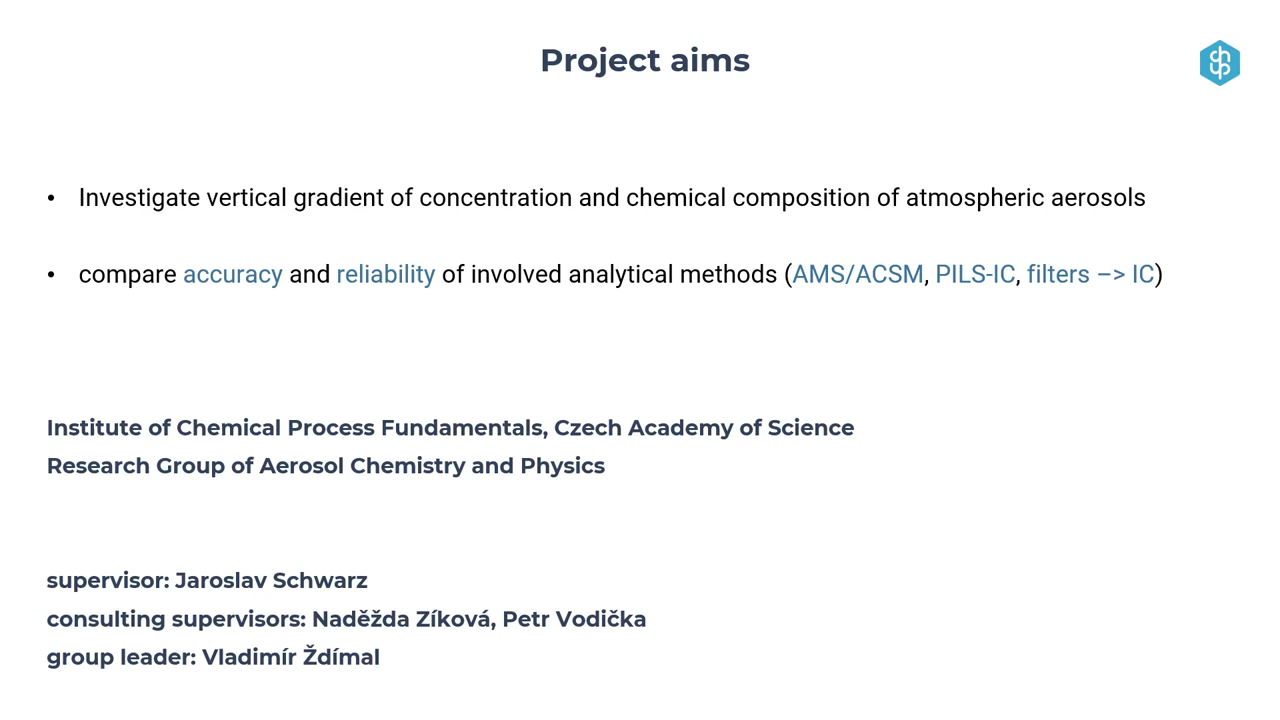 Project aims
• Investigate vertical gradient of concentration and chemical composition of atmospheric aerosols
• compare accuracy and reliability of involved analytical methods (AMS/ACSM, PILS-IC, filters –> IC)
Institute of Chemical Process Fundamentals, Czech Academy of Science
Research Group of Aerosol Chemistry and Physics
supervisor: Jaroslav Schwarz
consulting supervisors: Naděžda Zíková, Petr Vodička
group leader: Vladimír Ždímal